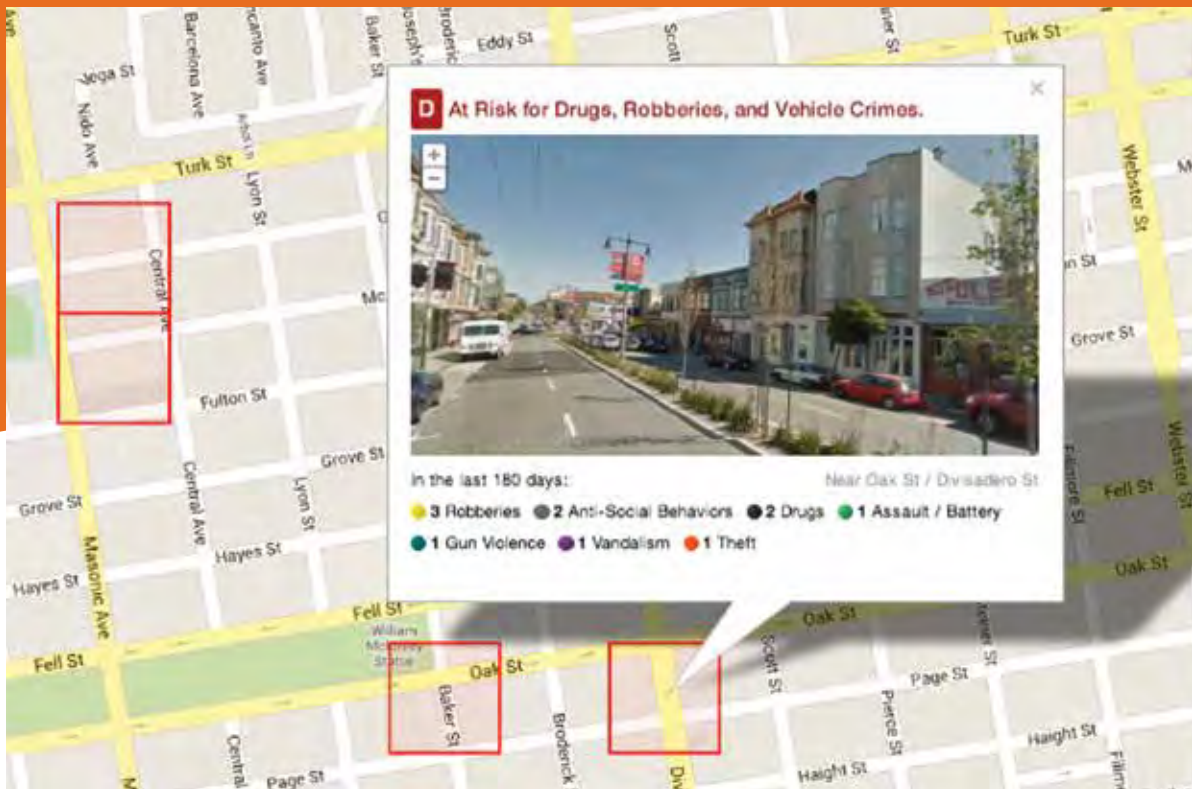 Eddy St
Scott
Turk St
Vega St
Barcelona Ave
Baker St
Nido Ave
Turk St
Lyon St
Webster St
D At Risk for Drugs, Robberies, and Vehicle Crimes.
Central Ave
Grove St
Fulton St
In the last 180 days:
Near Oak St / Divisadero St
3 Robberies 2 Anti-Social Behaviors 2 Drugs 1 Assault / Battery
1 Gun Violence 1 Vandalism 1 Theft
Grove St
Grove St
Central Ave
Lyon St
Fillmore St
Webster St
Fell St
Hayes St
Hayes St
Masonic Ave
Oak St
Fell St
Oak St
William
McKinley
Statue
Fell St
Oak St
Scott St
Page St
Baker St
Broderick
Pierce St
Haight St
Central
Page St
Haight St